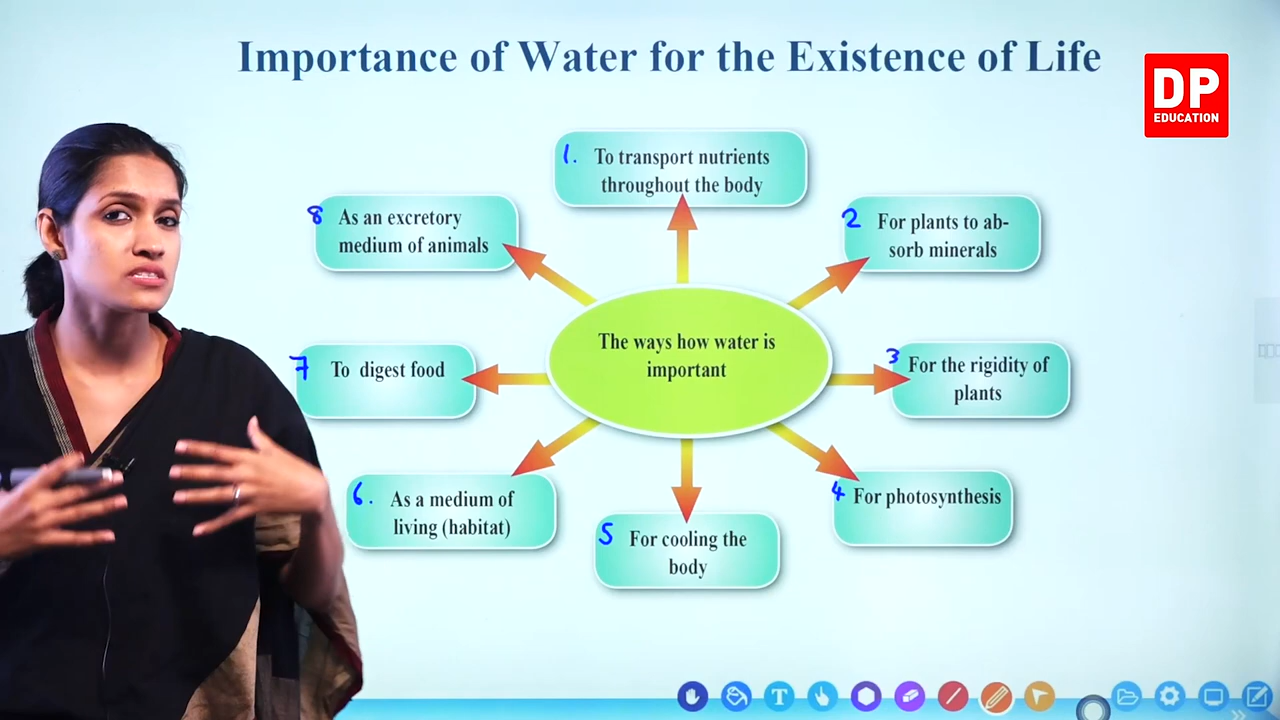 Importance of Water for the Existence of Life
DP
EDUCATION
1. To transport nutrients
throughout the body
2 For plants to ab-
sorb minerals
3 For the rigidity of
plants
4 For photosynthesis
5 For cooling the
body
6. As a medium of
living (habitat)
7 To digest food
8 As an excretory
medium of animals
The ways how water is
important
T